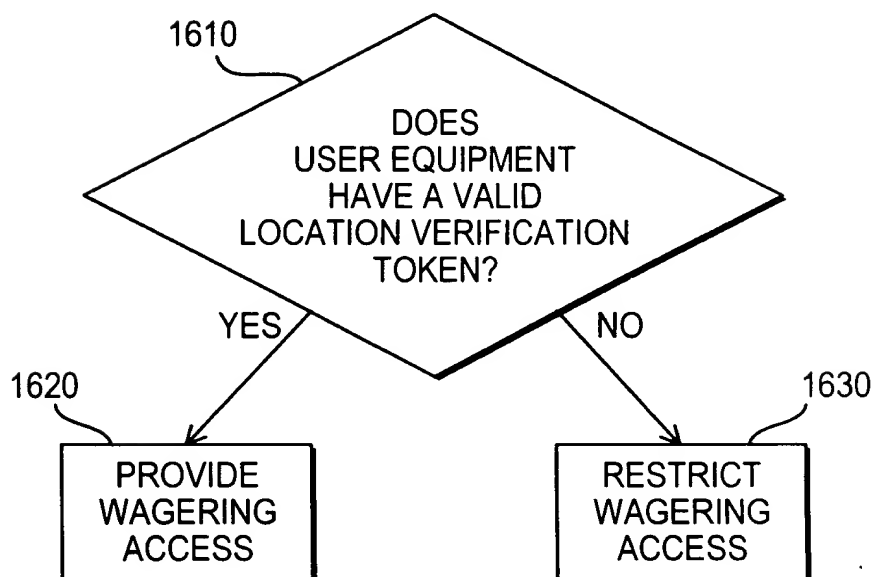 1610
DOES
USER EQUIPMENT
HAVE A VALID
LOCATION VERIFICATION
TOKEN?
YES
NO
1620
1630
PROVIDE
WAGERING
ACCESS
RESTRICT
WAGERING
ACCESS